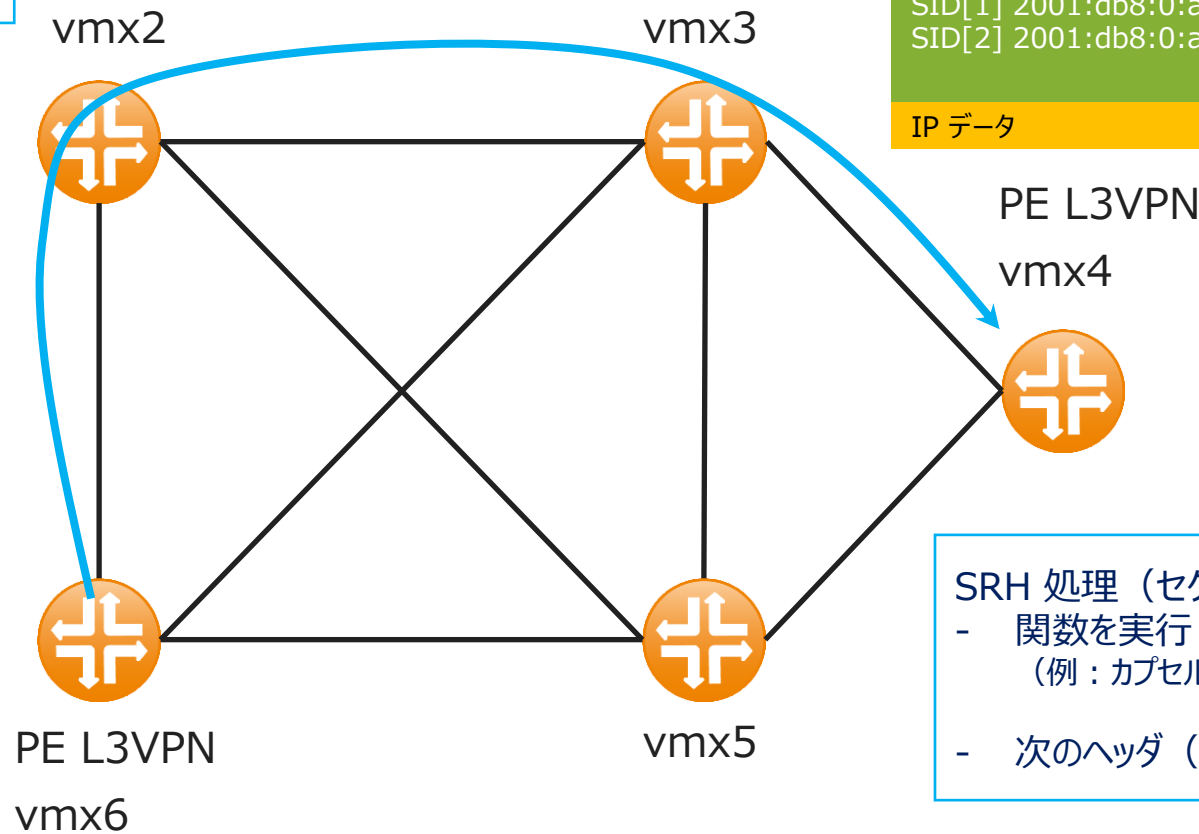 vmx2
vmx3
SID[1] 2001:db8:0:a
SID[2] 2001:db8:0:a
IP データ
PE L3VPN
vmx4
SRH 処理（セグ
- 関数を実行
（例：カプセル
- 次のヘッダ（
PE L3VPN
vmx6
vmx5